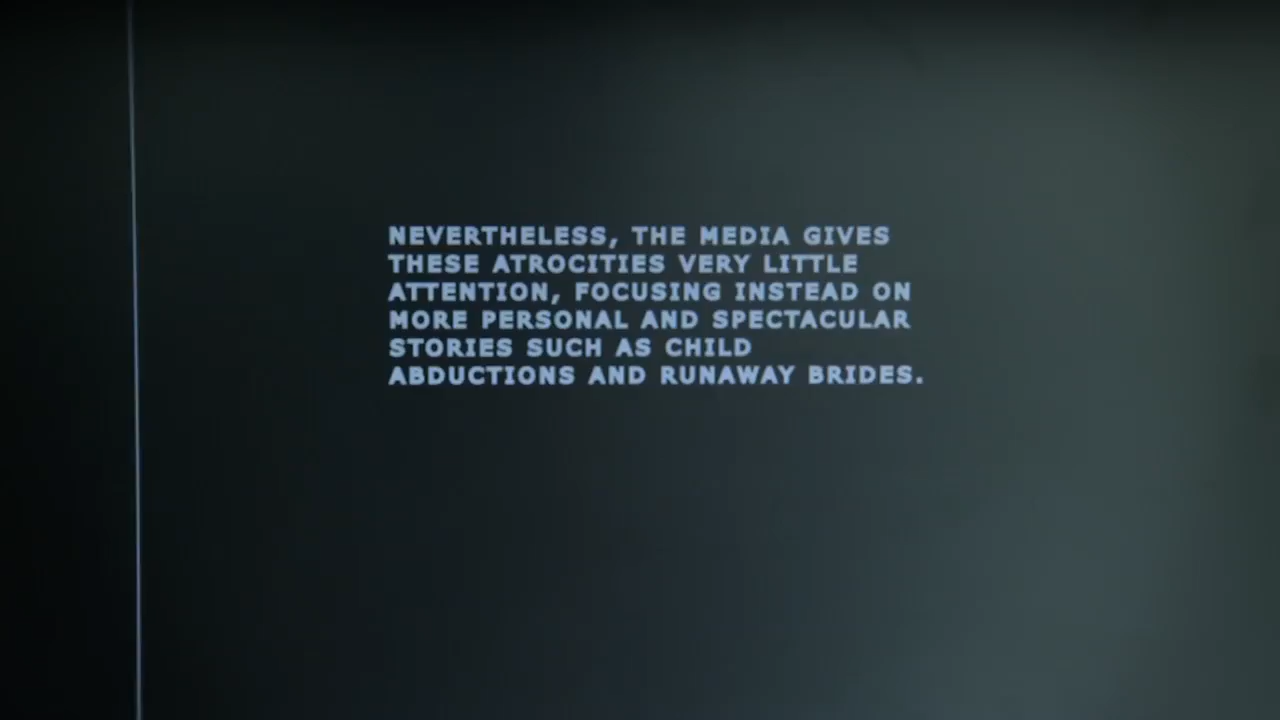 NEVERTHELESS, THE MEDIA GIVES
THESE ATROCITIES VERY LITTLE
ATTENTION, FOCUSING INSTEAD ON
MORE PERSONAL AND SPECTACULAR
STORIES SUCH AS CHILD
ABDUCTIONS AND RUNAWAY BRIDES.